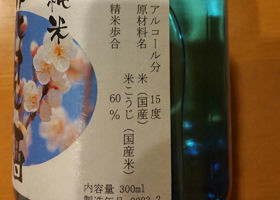 純米
アルコール分 15度
原材料名 米(国産)米こうじ(国産米)
精米歩合 60%
内容量 300ml